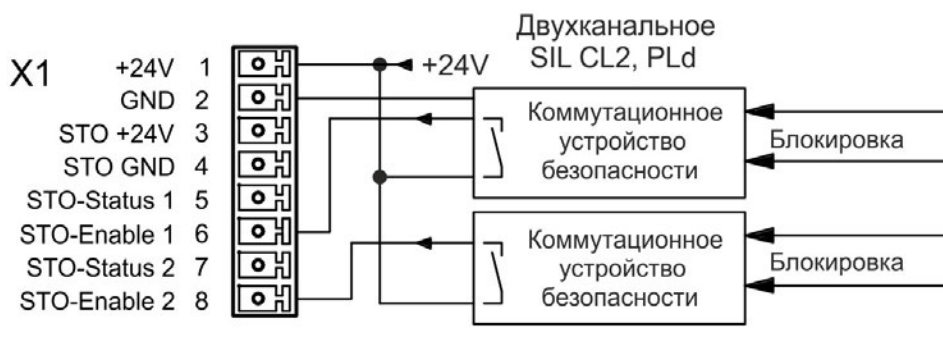 Двухканальное
SIL CL2, PLd
X1
+24V 1
+24V
GND 2
STO +24V 3
STO GND 4
STO-Status 1 5
STO-Enable 1 6
STO-Status 2 7
STO-Enable 2 8
Коммутационное
устройство
безопасности
Блокировка
Коммутационное
устройство
безопасности
Блокировка